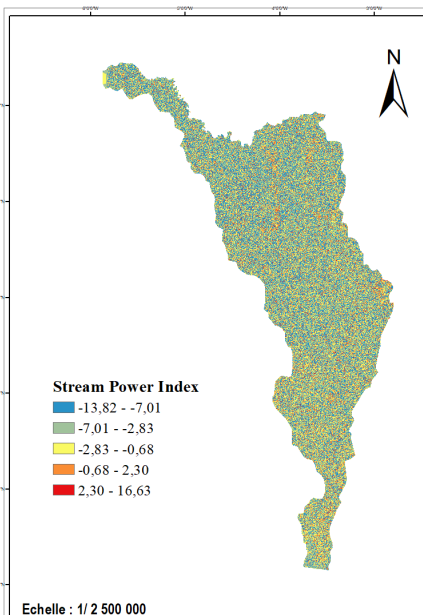 N
Stream Power Index
-13,82 - -7,01
-7,01 - -2,83
-2,83 - -0,68
-0,68 - 2,30
2,30 - 16,63
Echelle : 1/ 2 500 000